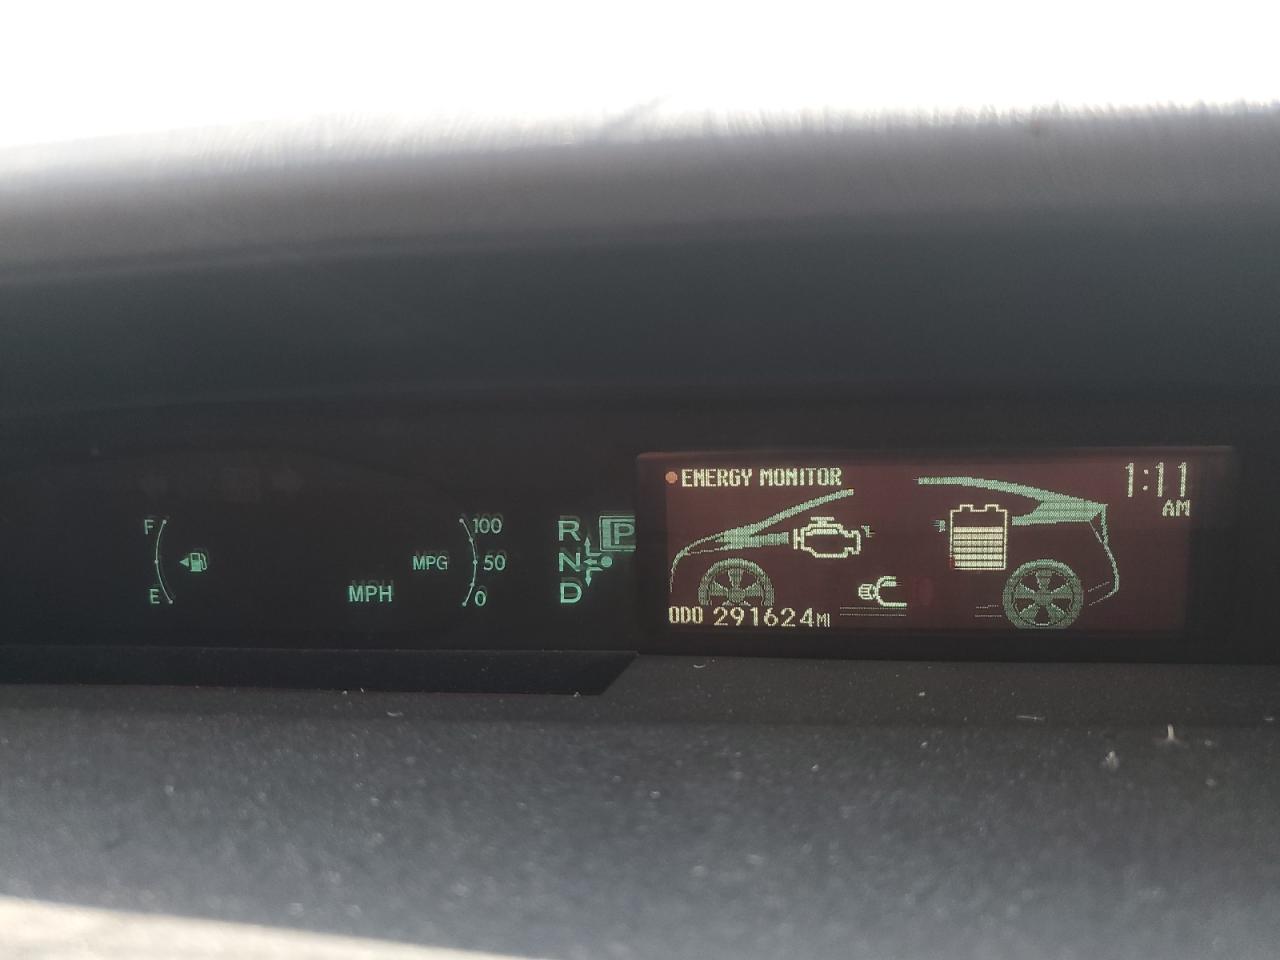 F
E
MPH
MPG
100
50
0
R
N
D
P
ENERGY MONITOR
1:11
AM
ODO 291624MI